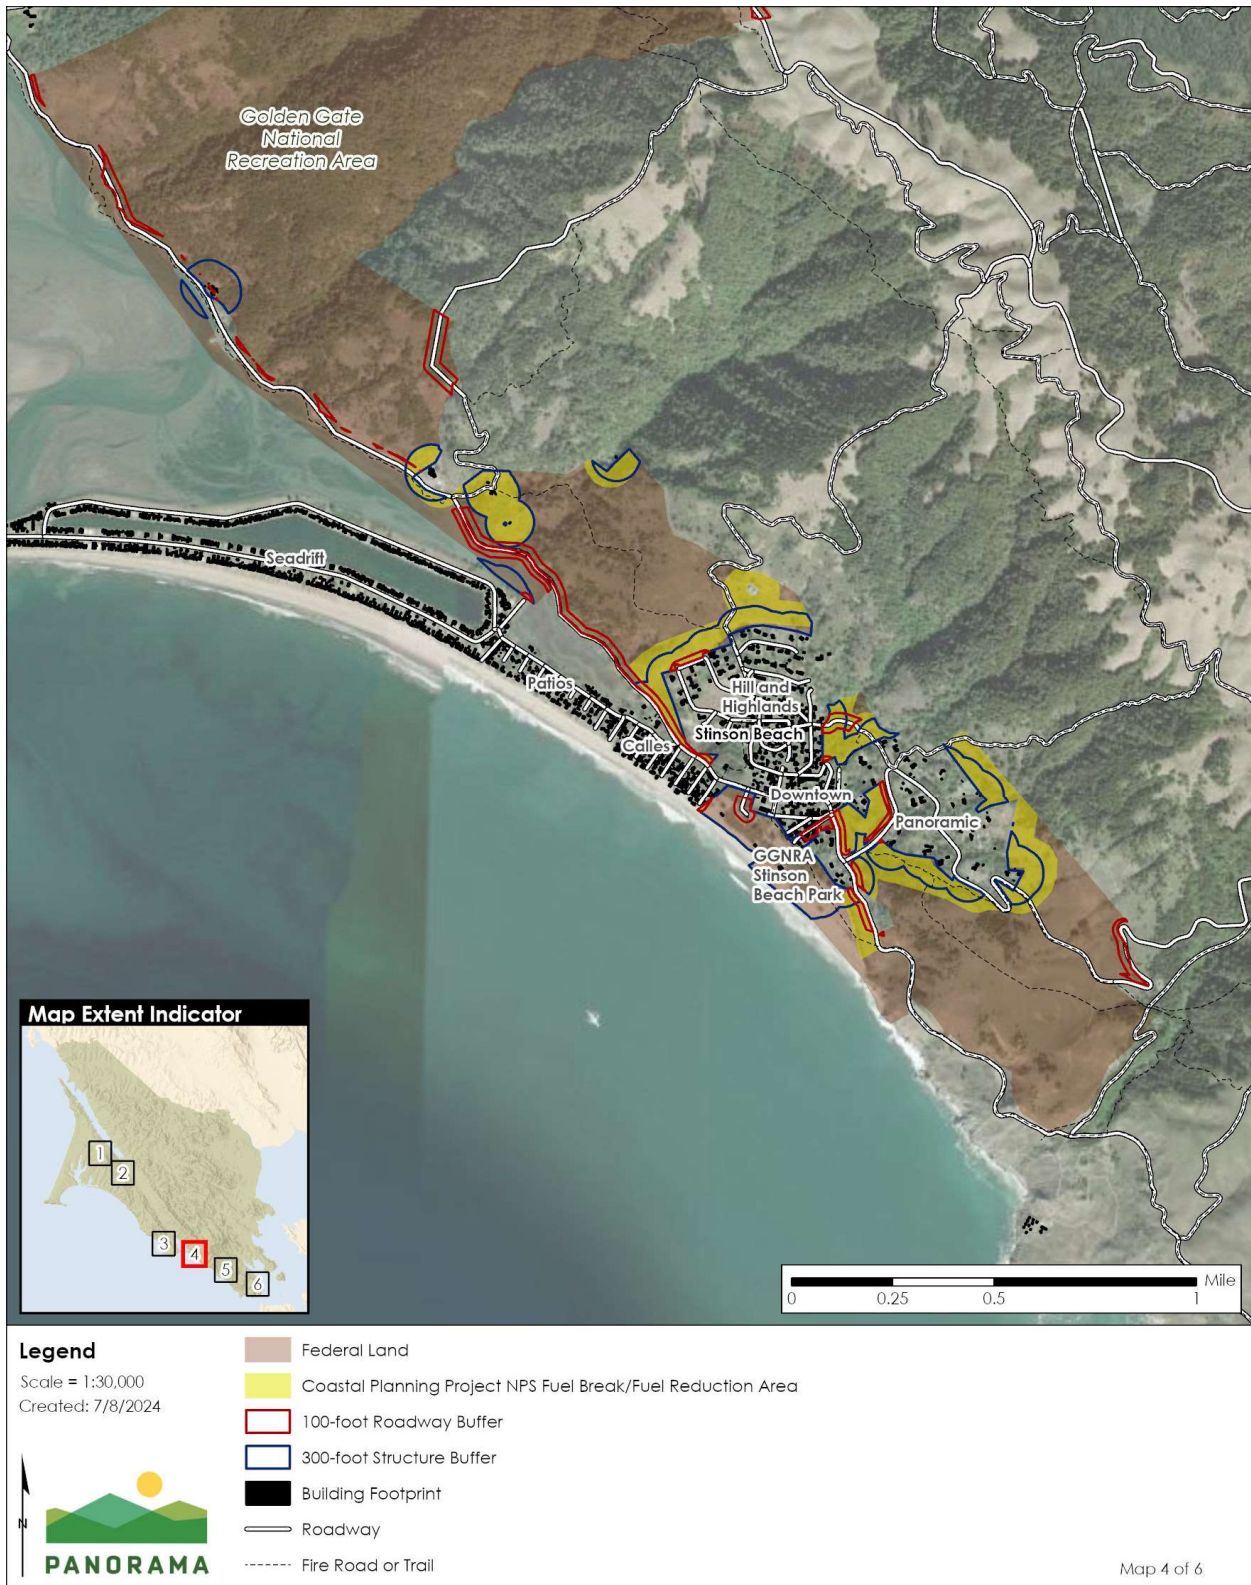 Golden Gate
National
Recreation Area
Seadrift
Patios
Hill and
Highlands
Calles
Stinson Beach
Downtown
Panoramic
GGNRA
Stinson
Beach Park
Map Extent Indicator
1
2
3
4
5
6
Mile
0 0.25 0.5 1
Legend
Scale = 1:30,000
Created: 7/8/2024
N
PANORAMA
Federal Land
Coastal Planning Project NPS Fuel Break/Fuel Reduction Area
100-foot Roadway Buffer
300-foot Structure Buffer
Building Footprint
Roadway
Fire Road or Trail
Map 4 of 6